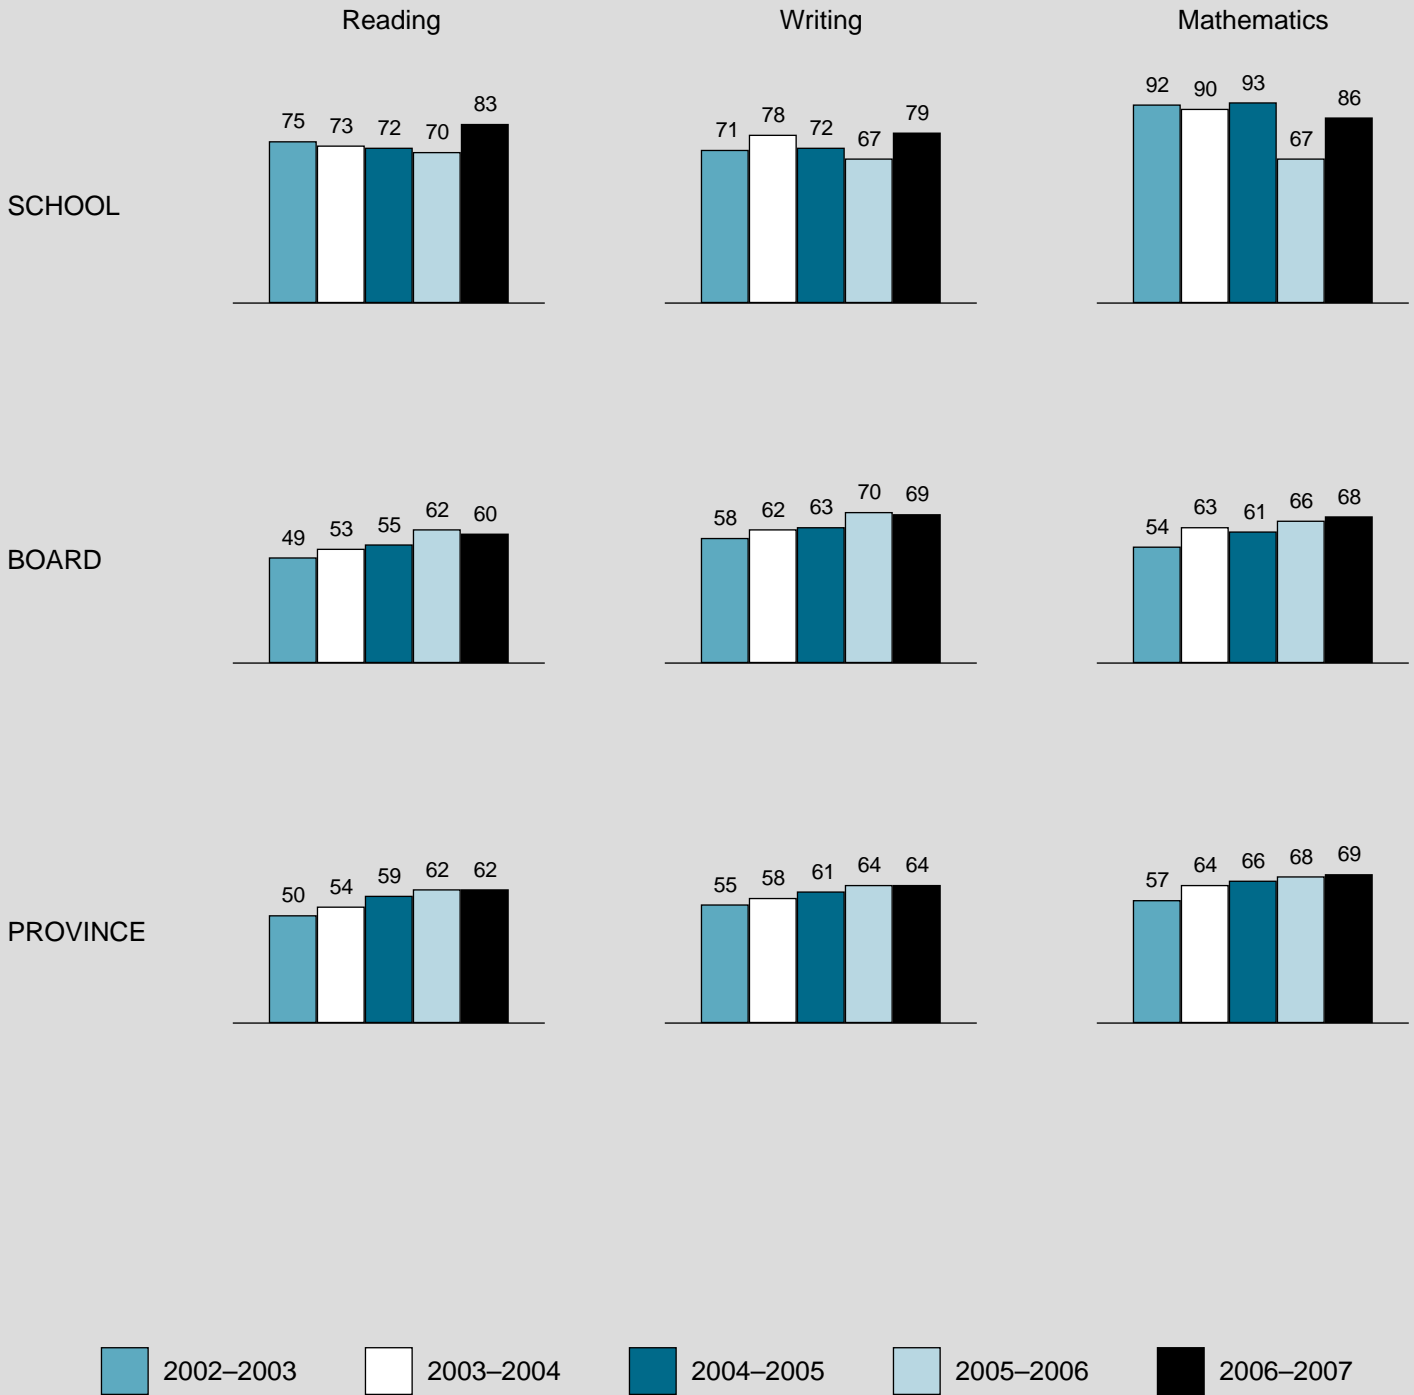 Reading Writing Mathematics
SCHOOL
75 73 72 70 83
71 78 72 67 79
92 90 93 67 86
BOARD
49 53 55 62 60
58 62 63 70 69
54 63 61 66 68
PROVINCE
50 54 59 62 62
55 58 61 64 64
57 64 66 68 69
2002–2003 2003–2004 2004–2005 2005–2006 2006–2007